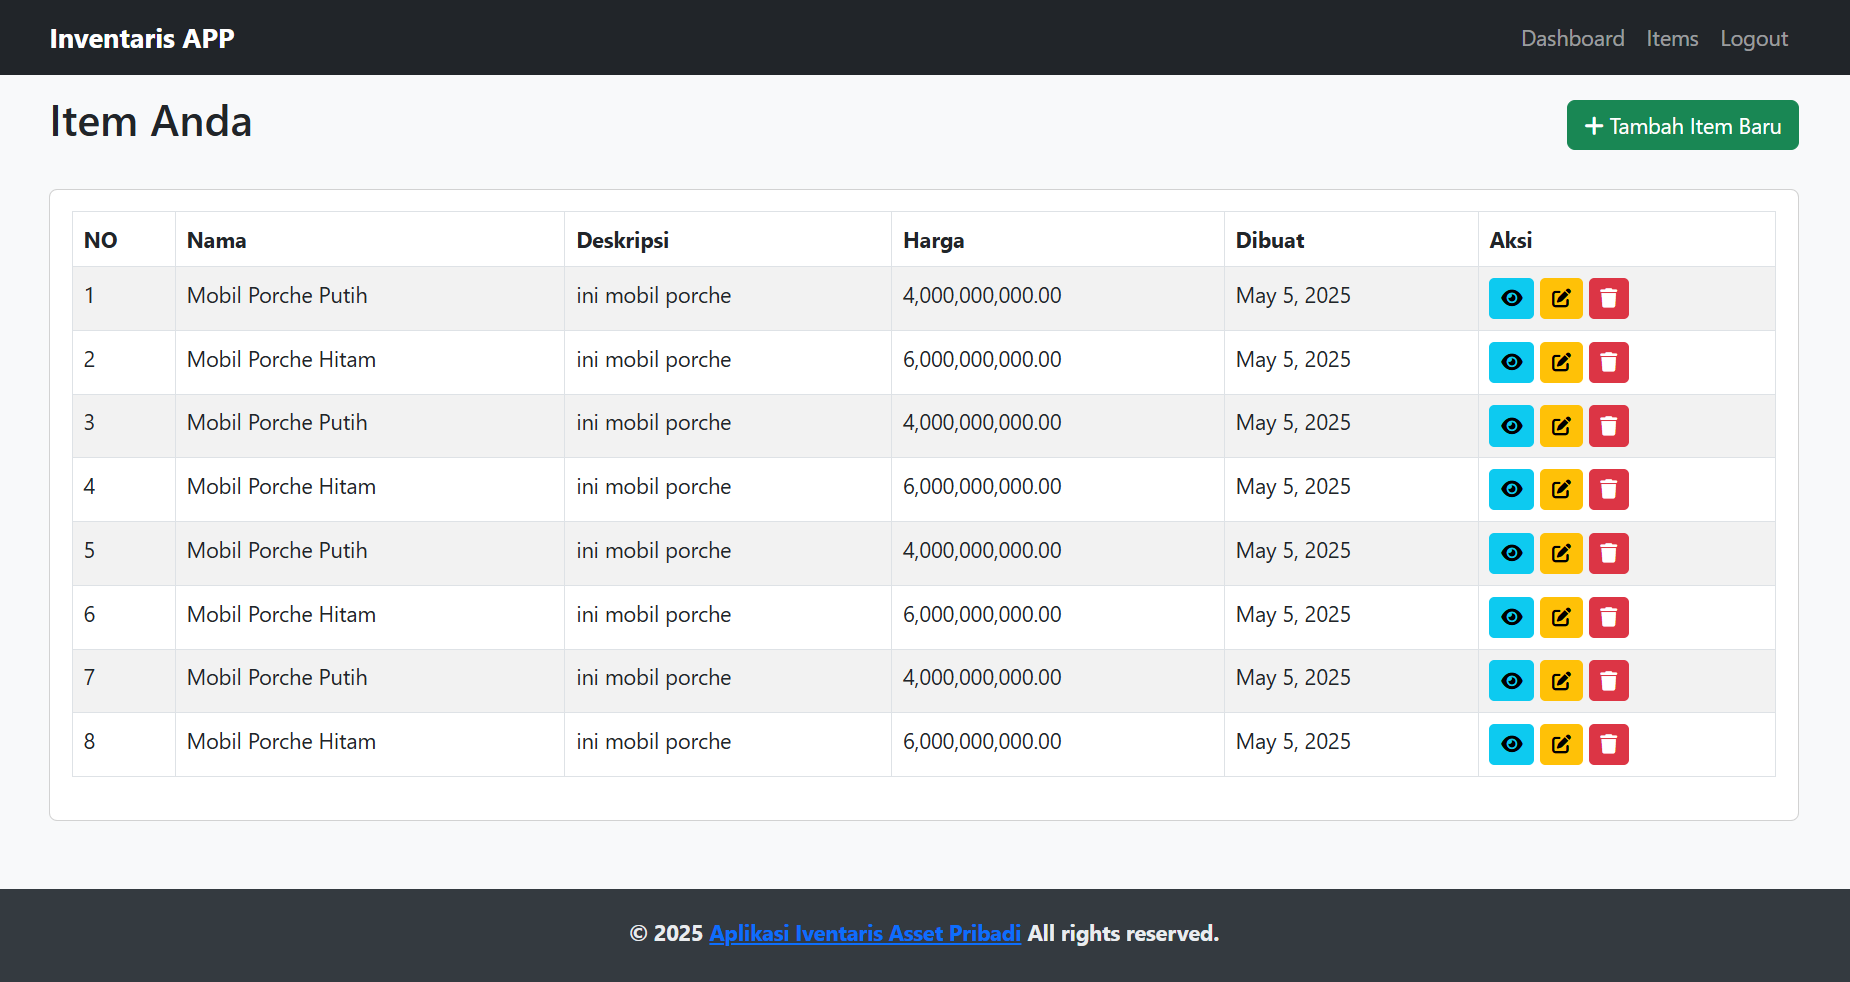 Inventaris APP Dashboard Items Logout
Item Anda
Tambah Item Baru
NO Nama Deskripsi Harga Dibuat Aksi
1 Mobil Porche Putih ini mobil porche 4,000,000,000.00 May 5, 2025
2 Mobil Porche Hitam ini mobil porche 6,000,000,000.00 May 5, 2025
3 Mobil Porche Putih ini mobil porche 4,000,000,000.00 May 5, 2025
4 Mobil Porche Hitam ini mobil porche 6,000,000,000.00 May 5, 2025
5 Mobil Porche Putih ini mobil porche 4,000,000,000.00 May 5, 2025
6 Mobil Porche Hitam ini mobil porche 6,000,000,000.00 May 5, 2025
7 Mobil Porche Putih ini mobil porche 4,000,000,000.00 May 5, 2025
8 Mobil Porche Hitam ini mobil porche 6,000,000,000.00 May 5, 2025
© 2025 Aplikasi Iventaris Asset Pribadi All rights reserved.